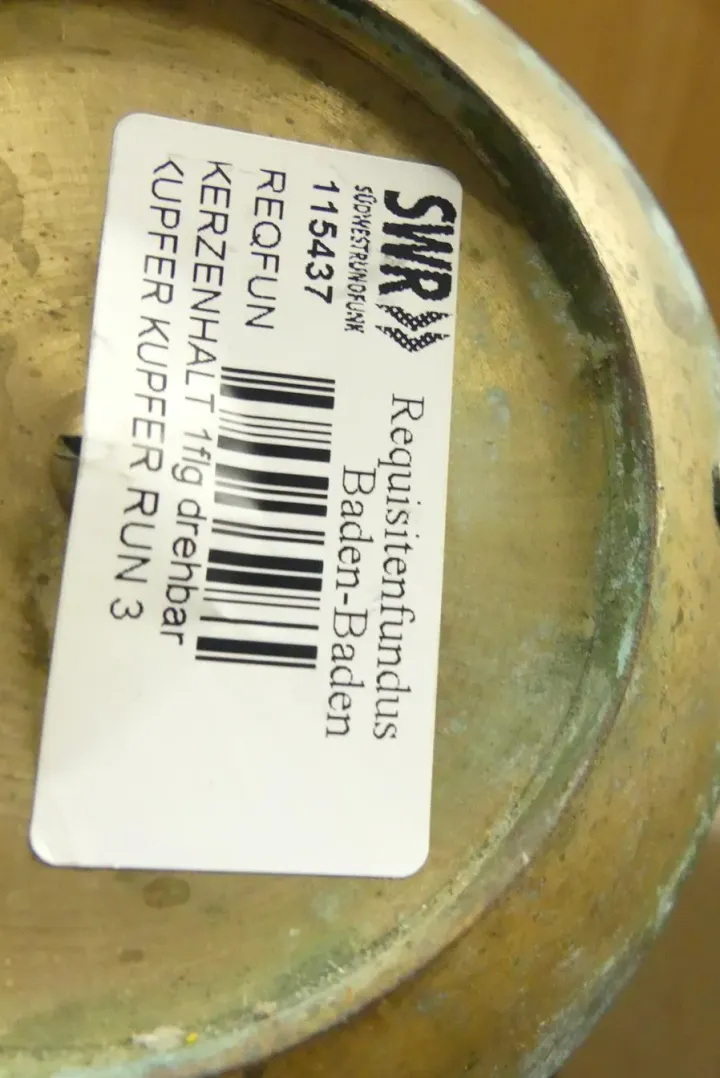 SWR
SÜDWESTRUNDFUNK
Requisitenfundus
Baden-Baden
115437
REQFUN
KERZENHALT 1flg drehbar
KUPFER KUPFER RUN 3